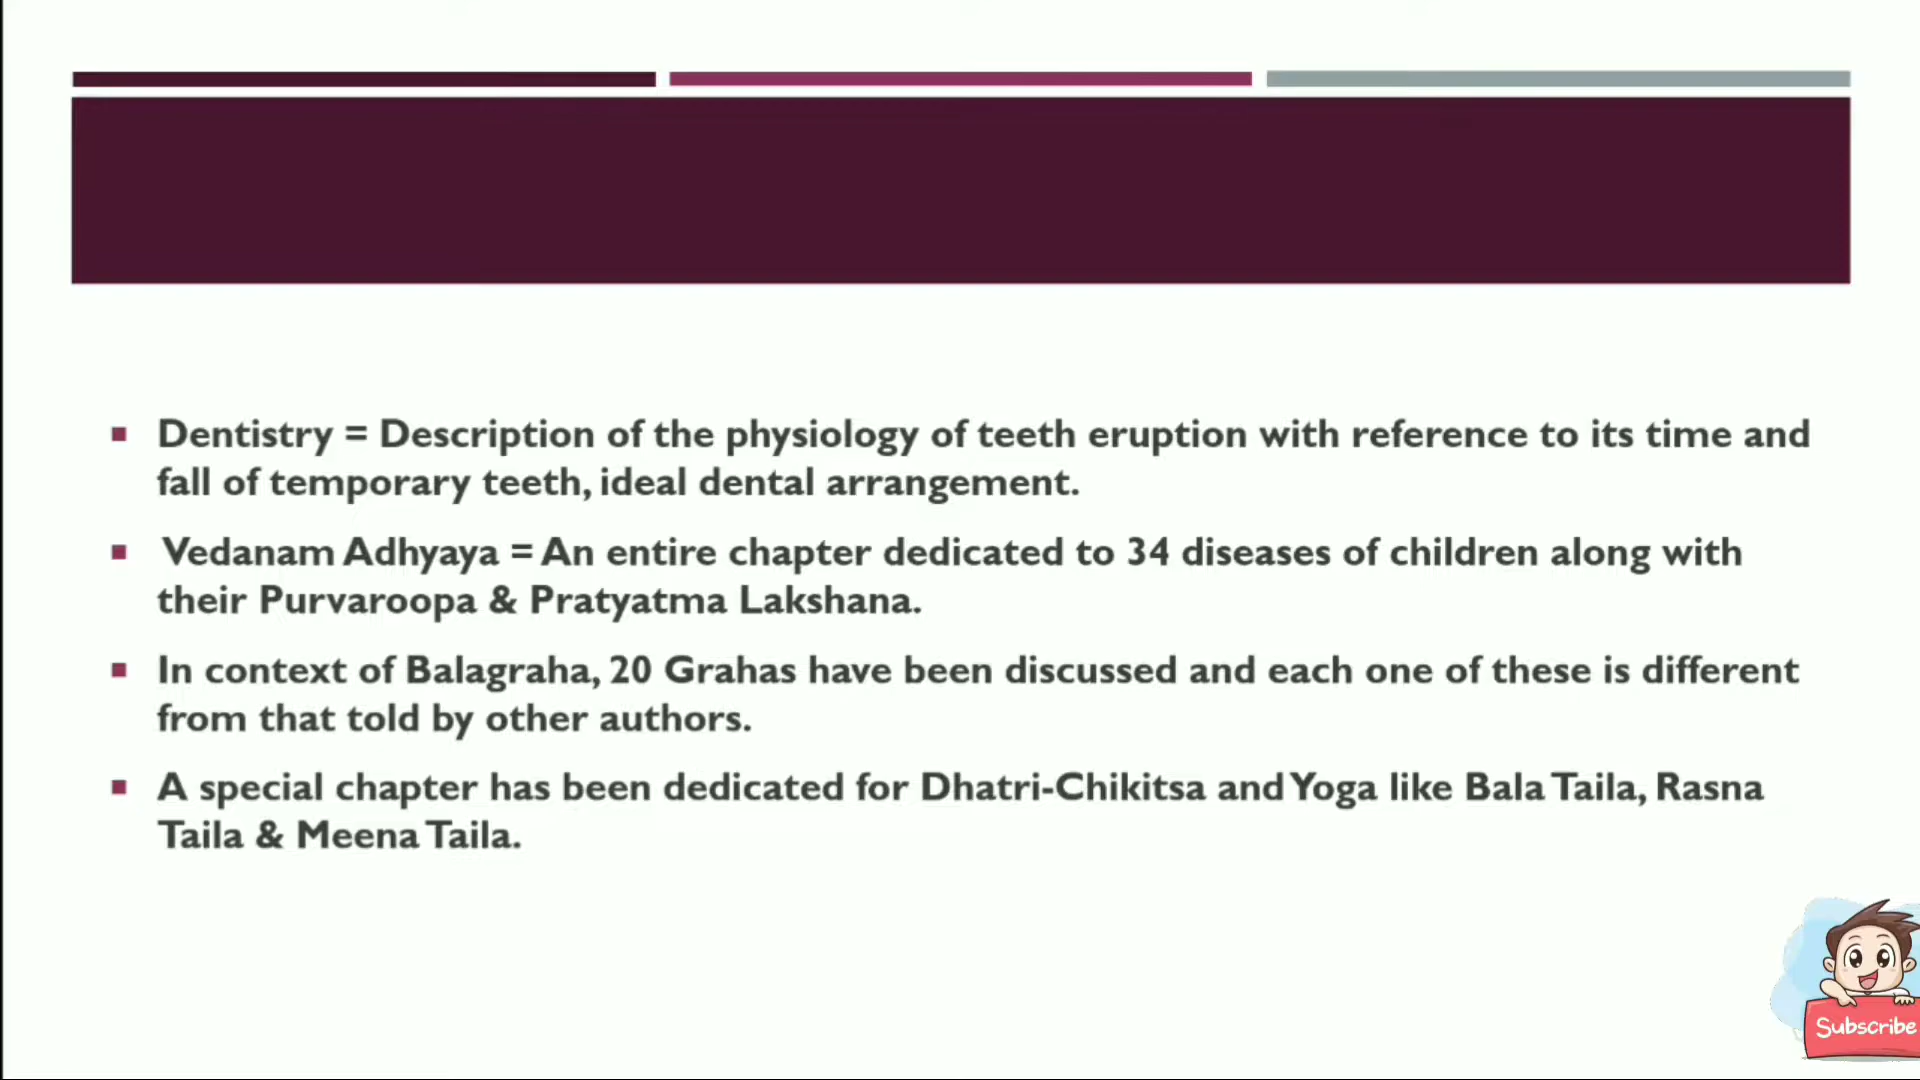 Dentistry = Description of the physiology of teeth eruption with reference to its time and
fall of temporary teeth, ideal dental arrangement.
Vedanam Adhyaya = An entire chapter dedicated to 34 diseases of children along with
their Purvaroopa & Pratyatma Lakshana.
In context of Balagraha, 20 Grahas have been discussed and each one of these is different
from that told by other authors.
A special chapter has been dedicated for Dhatri-Chikitsa and Yoga like Bala Taila, Rasna
Taila & Meena Taila.
Subscribe